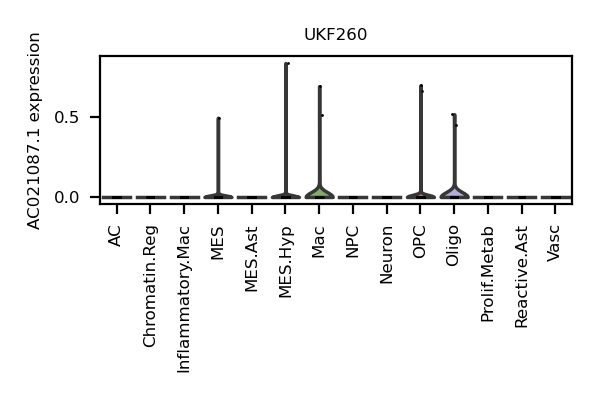 UKF260
AC021087.1 expression
0.5
0.0
AC
Chromatin.Reg
Inflammatory.Mac
MES
MES.Ast
MES.Hyp
Mac
NPC
Neuron
OPC
Oligo
Prolif.Metab
Reactive.Ast
Vasc